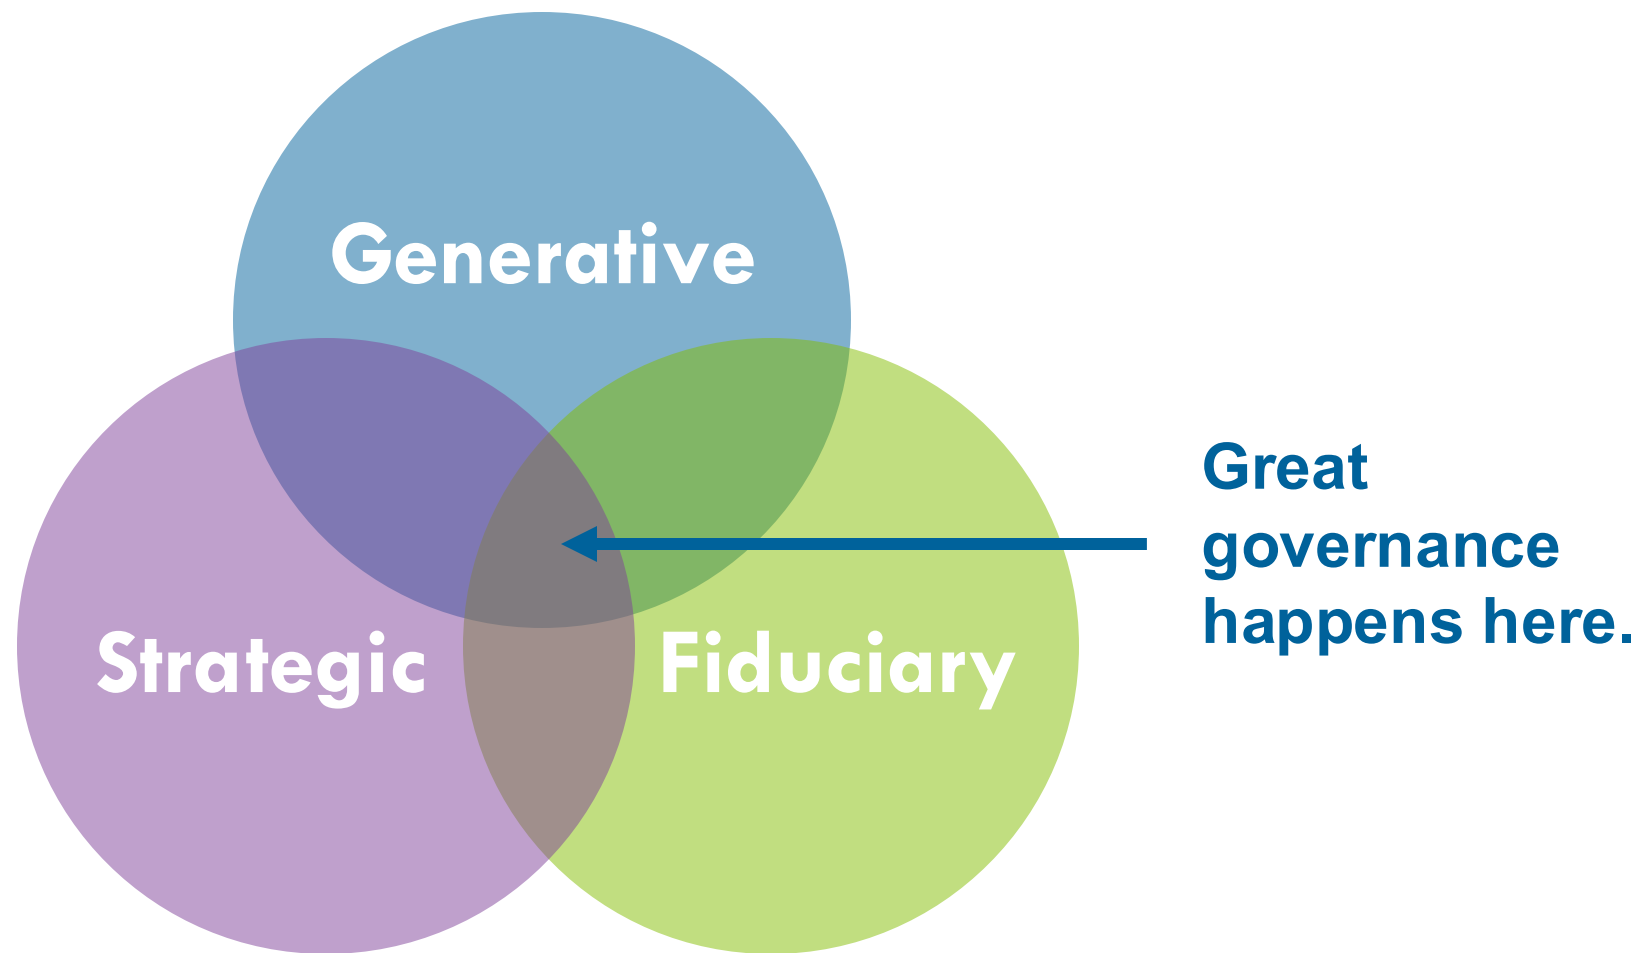 Generative
Strategic
Fiduciary
Great
governance
happens here.